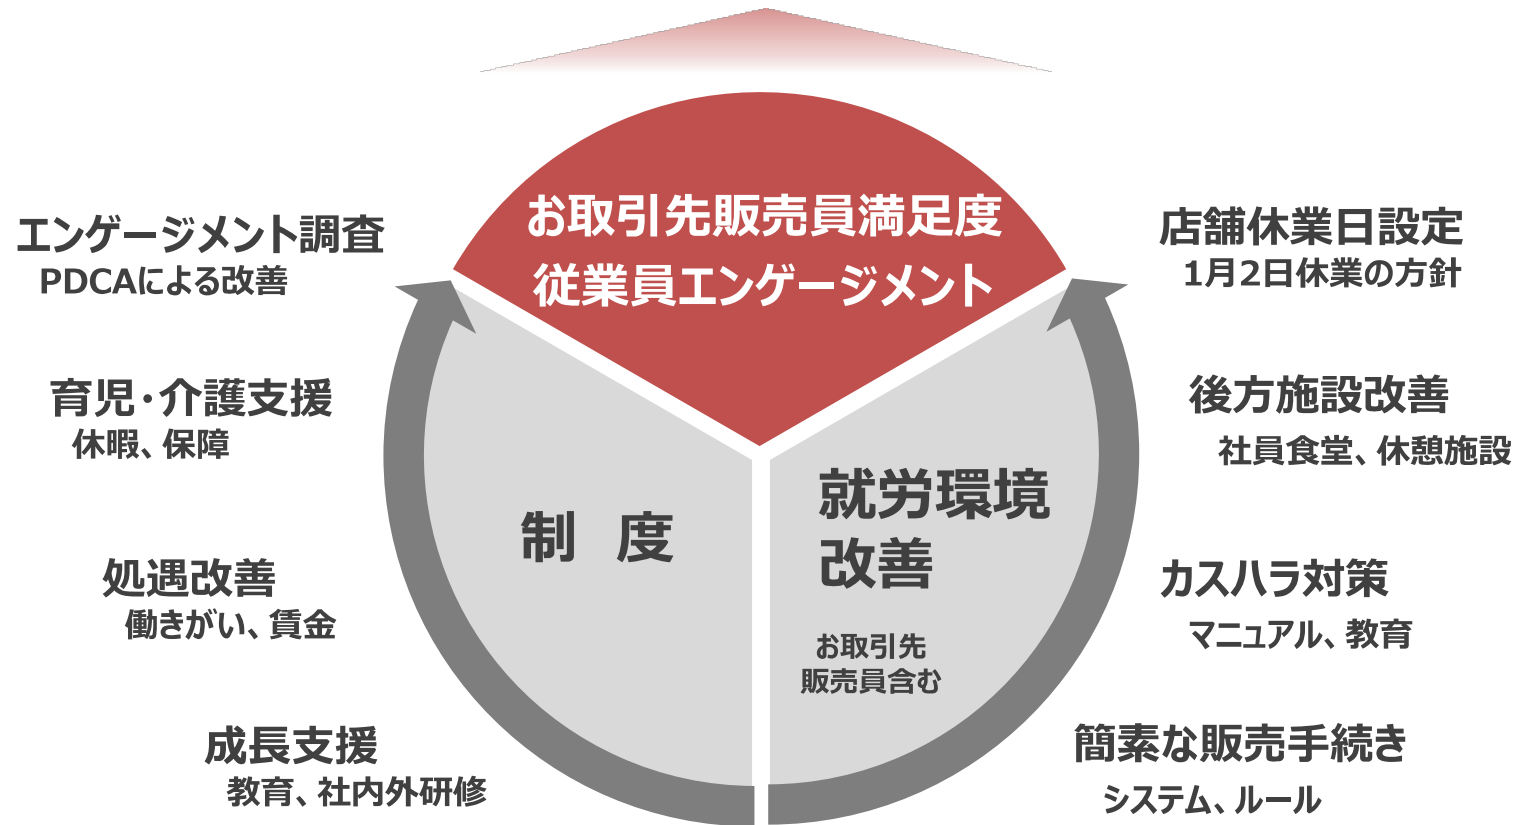 お取引先販売員満足度
従業員エンゲージメント
エンゲージメント調査
PDCAによる改善
育児・介護支援
休暇、保障
処遇改善
働きがい、賃金
成長支援
教育、社内外研修
制 度
就労環境
改善
お取引先
販売員含む
店舗休業日設定
1月2日休業の方針
後方施設改善
社員食堂、休憩施設
カスハラ対策
マニュアル、教育
簡素な販売手続き
システム、ルール